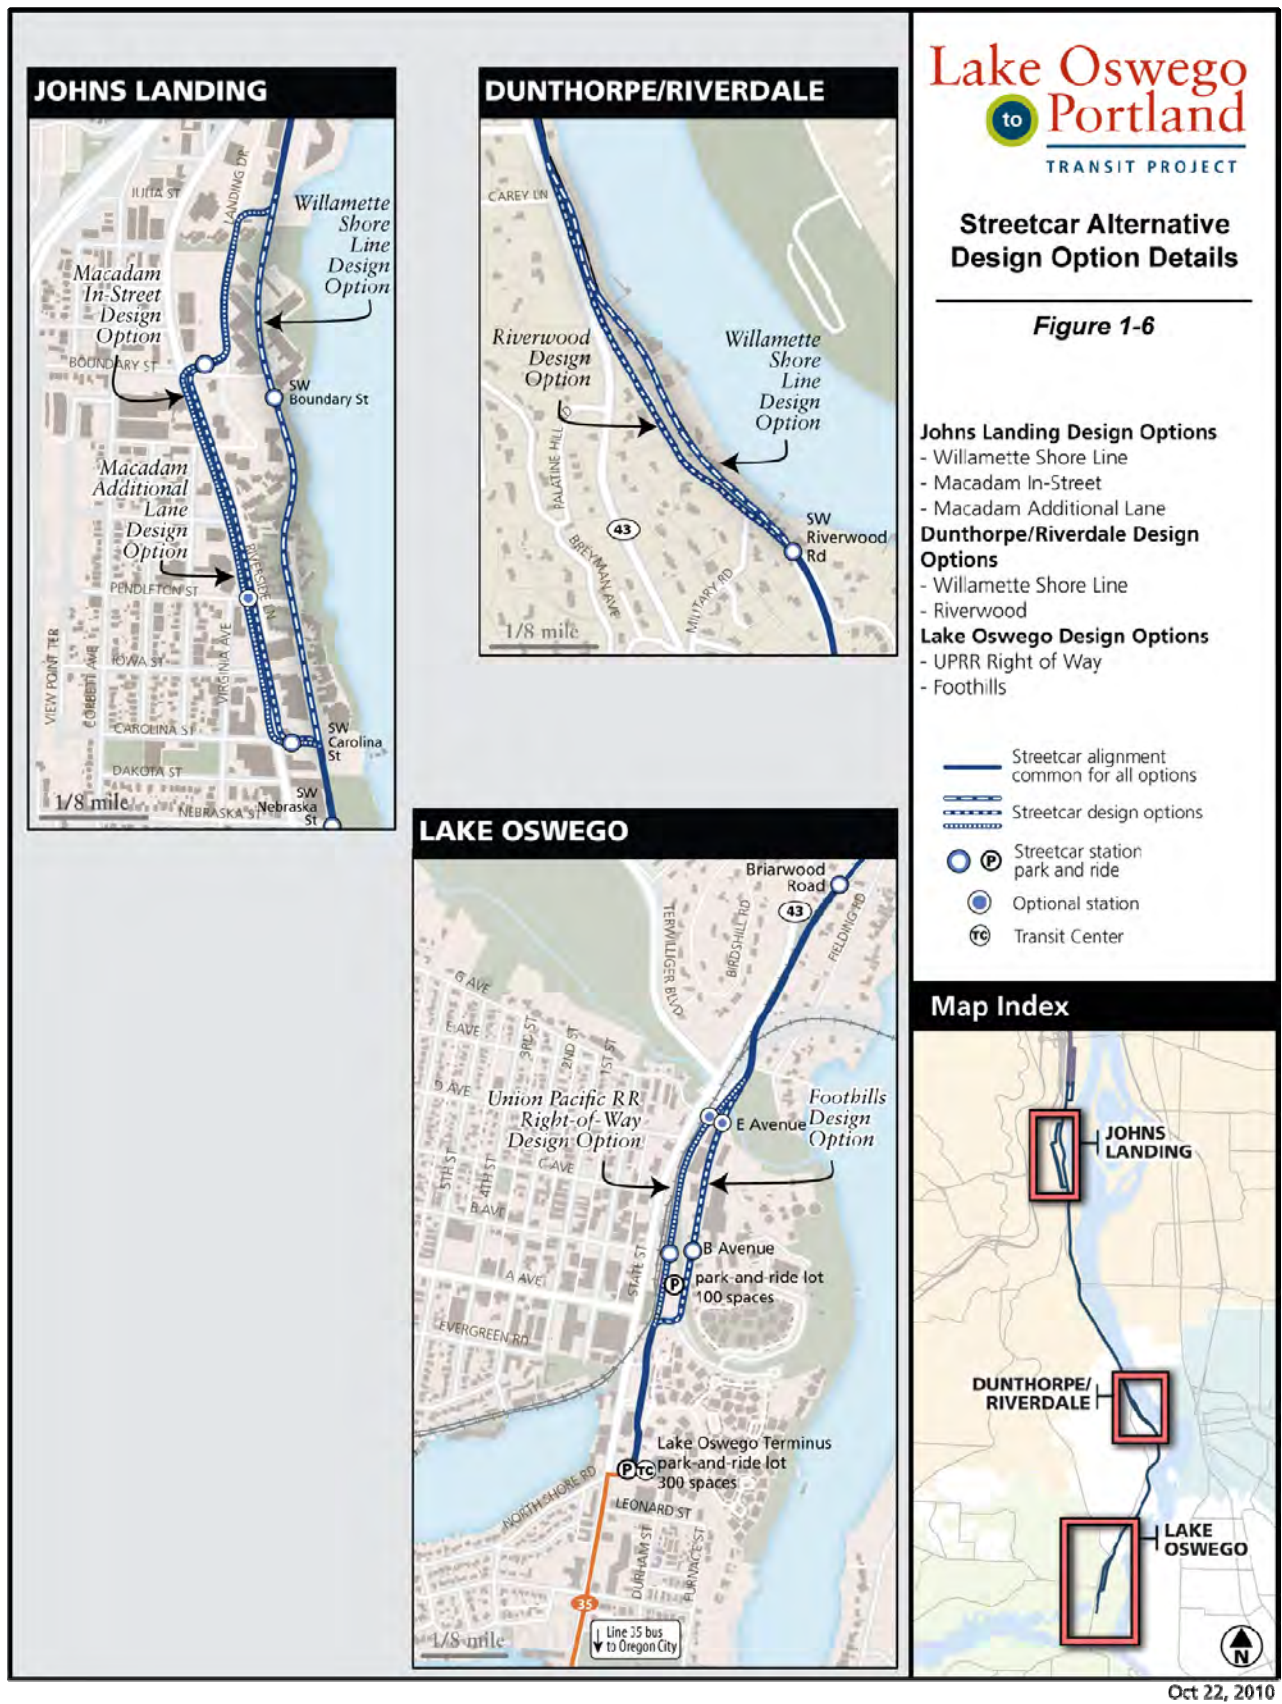 JOHNS LANDING
JULIA ST
LANDING DR
Willamette
Shore
Line
Design
Option
Macadam
In-Street
Design
Option
BOUNDARY ST
SW
Boundary St
Macadam
Additional
Lane
Design
Option
RIVERSIDE LN
PENDLETON ST
VIEW POINT TER
CORBETT AVE
IOWA ST
VIRGINIA AVE
CAROLINA ST
SW
Carolina
St
DAKOTA ST
SW
Nebraska
St
NEBRASKA ST
1/8 mile
DUNTHORPE/RIVERDALE
CAREY LN
Riverwood
Design
Option
Willamette
Shore
Line
Design
Option
PALATINE HILL RD
43
SW
Riverwood
Rd
BREYMAN AVE
MILITARY RD
1/8 mile
LAKE OSWEGO
Briarwood
Road
43
TERWILLIGER BLVD
BIRDSHILL RD
FIELDING RD
G AVE
E AVE
3RD ST
2ND ST
1ST ST
D AVE
Union Pacific RR
Right-of-Way
Design Option
Foothills
Design
Option
E Avenue
C AVE
5TH ST
4TH ST
B AVE
B Avenue
STATE ST
A AVE
P
park-and-ride lot
100 spaces
EVERGREEN RD
Lake Oswego Terminus
P TC park-and-ride lot
300 spaces
NORTH SHORE RD
LEONARD ST
DURHAM ST
FURNACE ST
35
Line 35 bus
to Oregon City
1/8 mile
Lake Oswego
to Portland
TRANSIT PROJECT
Streetcar Alternative
Design Option Details
Figure 1-6
Johns Landing Design Options
- Willamette Shore Line
- Macadam In-Street
- Macadam Additional Lane
Dunthorpe/Riverdale Design
Options
- Willamette Shore Line
- Riverwood
Lake Oswego Design Options
- UPRR Right of Way
- Foothills
Streetcar alignment
common for all options
Streetcar design options
P Streetcar station
park and ride
Optional station
TC Transit Center
Map Index
JOHNS
LANDING
DUNTHORPE/
RIVERDALE
LAKE
OSWEGO
N
Oct 22, 2010